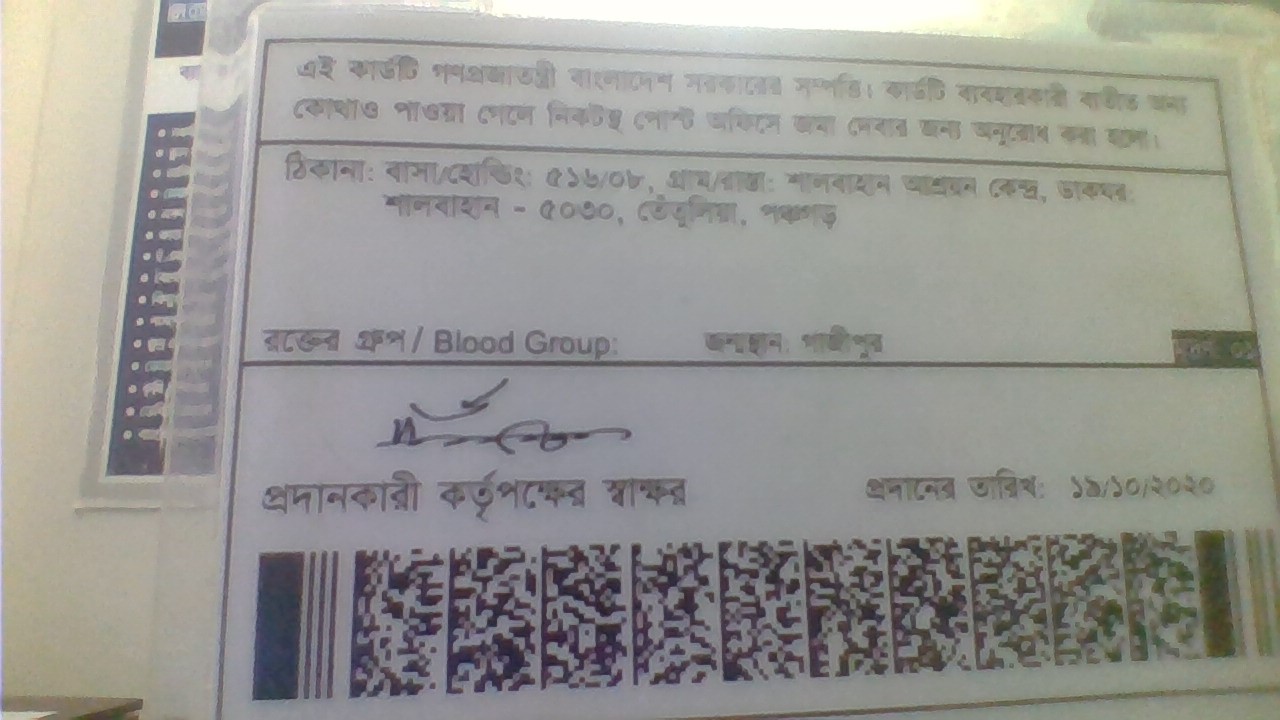 এই কার্ডটি গণপ্রজাতন্ত্রী বাংলাদেশ সরকারের সম্পত্তি। কার্ডটি ব্যবহারকারী ব্যতীত অন্য
কোথাও পাওয়া গেলে নিকটস্থ পোস্ট অফিসে জমা দেবার জন্য অনুরোধ করা হলো।
ঠিকানা: বাসা/হোল্ডিং: ৫১৬/০৮, গ্রাম/রাস্তা: শালবাহান আশ্রয়ন কেন্দ্র, ডাকঘর:
শালবাহান - ৫০৩০, তেঁতুলিয়া, পঞ্চগড়
রক্তের গ্রুপ / Blood Group: জন্মস্থান: গাজীপুর
প্রদানকারী কর্তৃপক্ষের স্বাক্ষর প্রদানের তারিখ: ১৯/১০/২০২০